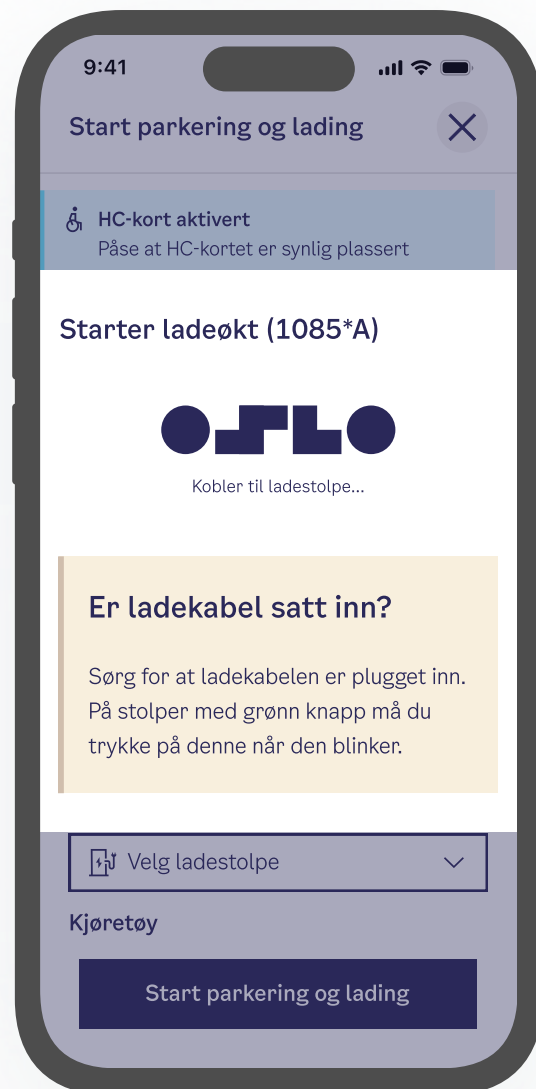 9:41
Start parkering og lading
HC-kort aktivert
Påse at HC-kortet er synlig plassert
Starter ladeøkt (1085*A)
OSLO
Kobler til ladestolpe...
Er ladekabel satt inn?
Sørg for at ladekabelen er plugget inn.
På stolper med grønn knapp må du
trykke på denne når den blinker.
Velg ladestolpe
Kjøretøy
Start parkering og lading